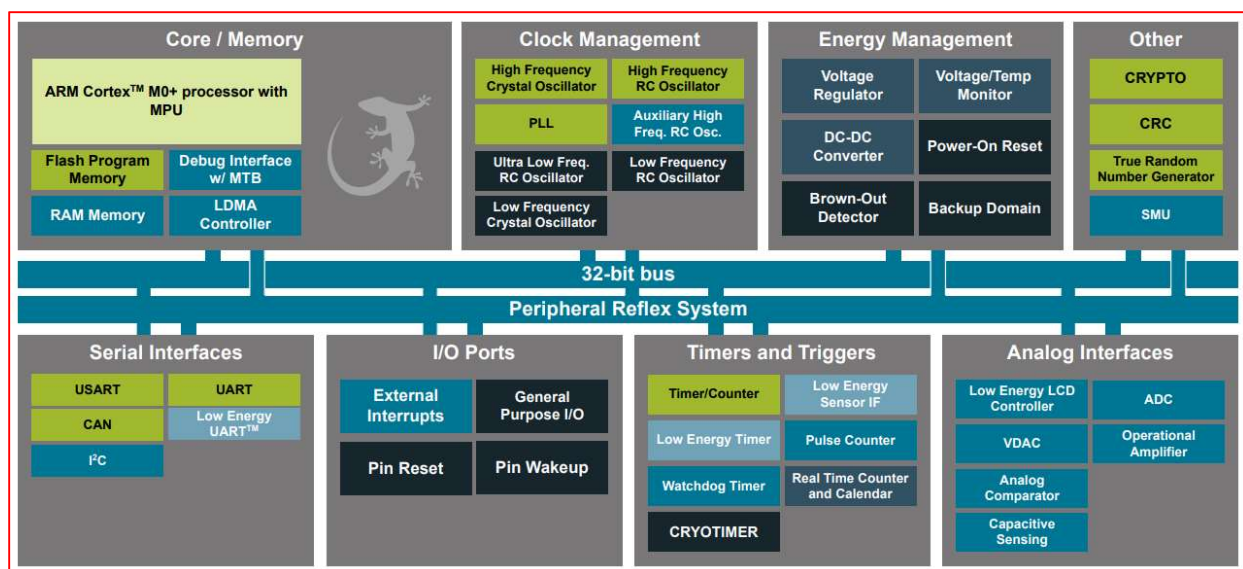 Core / Memory
ARM Cortex™ M0+ processor with
MPU
Flash Program
Memory
Debug Interface
w/ MTB
RAM Memory
LDMA
Controller
Clock Management
High Frequency
Crystal Oscillator
High Frequency
RC Oscillator
PLL
Auxiliary High
Freq. RC Osc.
Ultra Low Freq.
RC Oscillator
Low Frequency
RC Oscillator
Low Frequency
Crystal Oscillator
Energy Management
Voltage
Regulator
Voltage/Temp
Monitor
DC-DC
Converter
Power-On Reset
Brown-Out
Detector
Backup Domain
Other
CRYPTO
CRC
True Random
Number Generator
SMU
32-bit bus
Peripheral Reflex System
Serial Interfaces
USART
UART
CAN
Low Energy
UART™
I²C
I/O Ports
External
Interrupts
General
Purpose I/O
Pin Reset
Pin Wakeup
Timers and Triggers
Timer/Counter
Low Energy
Sensor IF
Low Energy Timer
Pulse Counter
Watchdog Timer
Real Time Counter
and Calendar
CRYOTIMER
Analog Interfaces
Low Energy LCD
Controller
ADC
VDAC
Operational
Amplifier
Analog
Comparator
Capacitive
Sensing